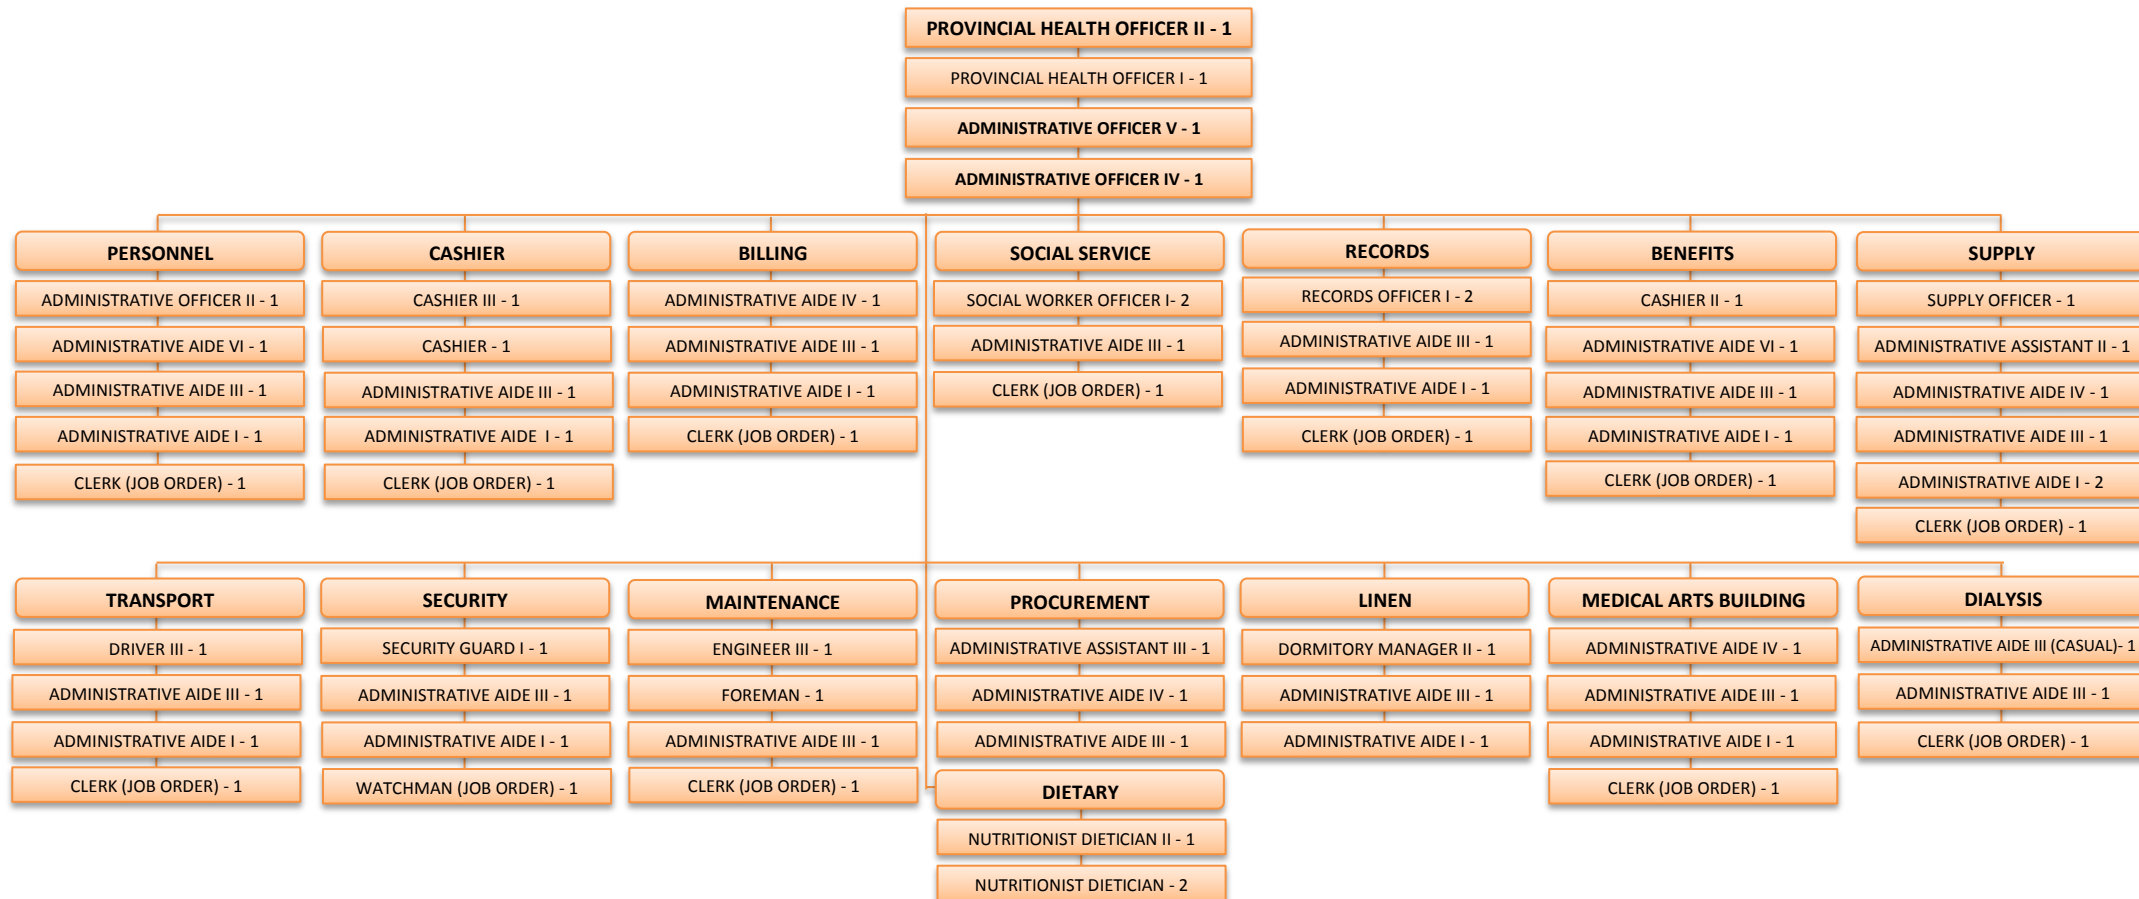 PROVINCIAL HEALTH OFFICER II - 1
PROVINCIAL HEALTH OFFICER I - 1
ADMINISTRATIVE OFFICER V - 1
ADMINISTRATIVE OFFICER IV - 1
PERSONNEL
ADMINISTRATIVE OFFICER II - 1
ADMINISTRATIVE AIDE VI - 1
ADMINISTRATIVE AIDE III - 1
ADMINISTRATIVE AIDE I - 1
CLERK (JOB ORDER) - 1
CASHIER
CASHIER III - 1
CASHIER - 1
ADMINISTRATIVE AIDE III - 1
ADMINISTRATIVE AIDE  I - 1
CLERK (JOB ORDER) - 1
BILLING
ADMINISTRATIVE AIDE IV - 1
ADMINISTRATIVE AIDE III - 1
ADMINISTRATIVE AIDE I - 1
CLERK (JOB ORDER) - 1
SOCIAL SERVICE
SOCIAL WORKER OFFICER I- 2
ADMINISTRATIVE AIDE III - 1
CLERK (JOB ORDER) - 1
RECORDS
RECORDS OFFICER I - 2
ADMINISTRATIVE AIDE III - 1
ADMINISTRATIVE AIDE I - 1
CLERK (JOB ORDER) - 1
BENEFITS
CASHIER II - 1
ADMINISTRATIVE AIDE VI - 1
ADMINISTRATIVE AIDE III - 1
ADMINISTRATIVE AIDE I - 1
CLERK (JOB ORDER) - 1
SUPPLY
SUPPLY OFFICER - 1
ADMINISTRATIVE ASSISTANT II - 1
ADMINISTRATIVE AIDE IV - 1
ADMINISTRATIVE AIDE III - 1
ADMINISTRATIVE AIDE I - 2
CLERK (JOB ORDER) - 1
TRANSPORT
DRIVER III - 1
ADMINISTRATIVE AIDE III - 1
ADMINISTRATIVE AIDE I - 1
CLERK (JOB ORDER) - 1
SECURITY
SECURITY GUARD I - 1
ADMINISTRATIVE AIDE III - 1
ADMINISTRATIVE AIDE I - 1
WATCHMAN (JOB ORDER) - 1
MAINTENANCE
ENGINEER III - 1
FOREMAN - 1
ADMINISTRATIVE AIDE III - 1
CLERK (JOB ORDER) - 1
PROCUREMENT
ADMINISTRATIVE ASSISTANT III - 1
ADMINISTRATIVE AIDE IV - 1
ADMINISTRATIVE AIDE III - 1
DIETARY
NUTRITIONIST DIETICIAN II - 1
NUTRITIONIST DIETICIAN - 2
LINEN
DORMITORY MANAGER II - 1
ADMINISTRATIVE AIDE III - 1
ADMINISTRATIVE AIDE I - 1
MEDICAL ARTS BUILDING
ADMINISTRATIVE AIDE IV - 1
ADMINISTRATIVE AIDE III - 1
ADMINISTRATIVE AIDE I - 1
CLERK (JOB ORDER) - 1
DIALYSIS
ADMINISTRATIVE AIDE III (CASUAL)- 1
ADMINISTRATIVE AIDE III - 1
CLERK (JOB ORDER) - 1